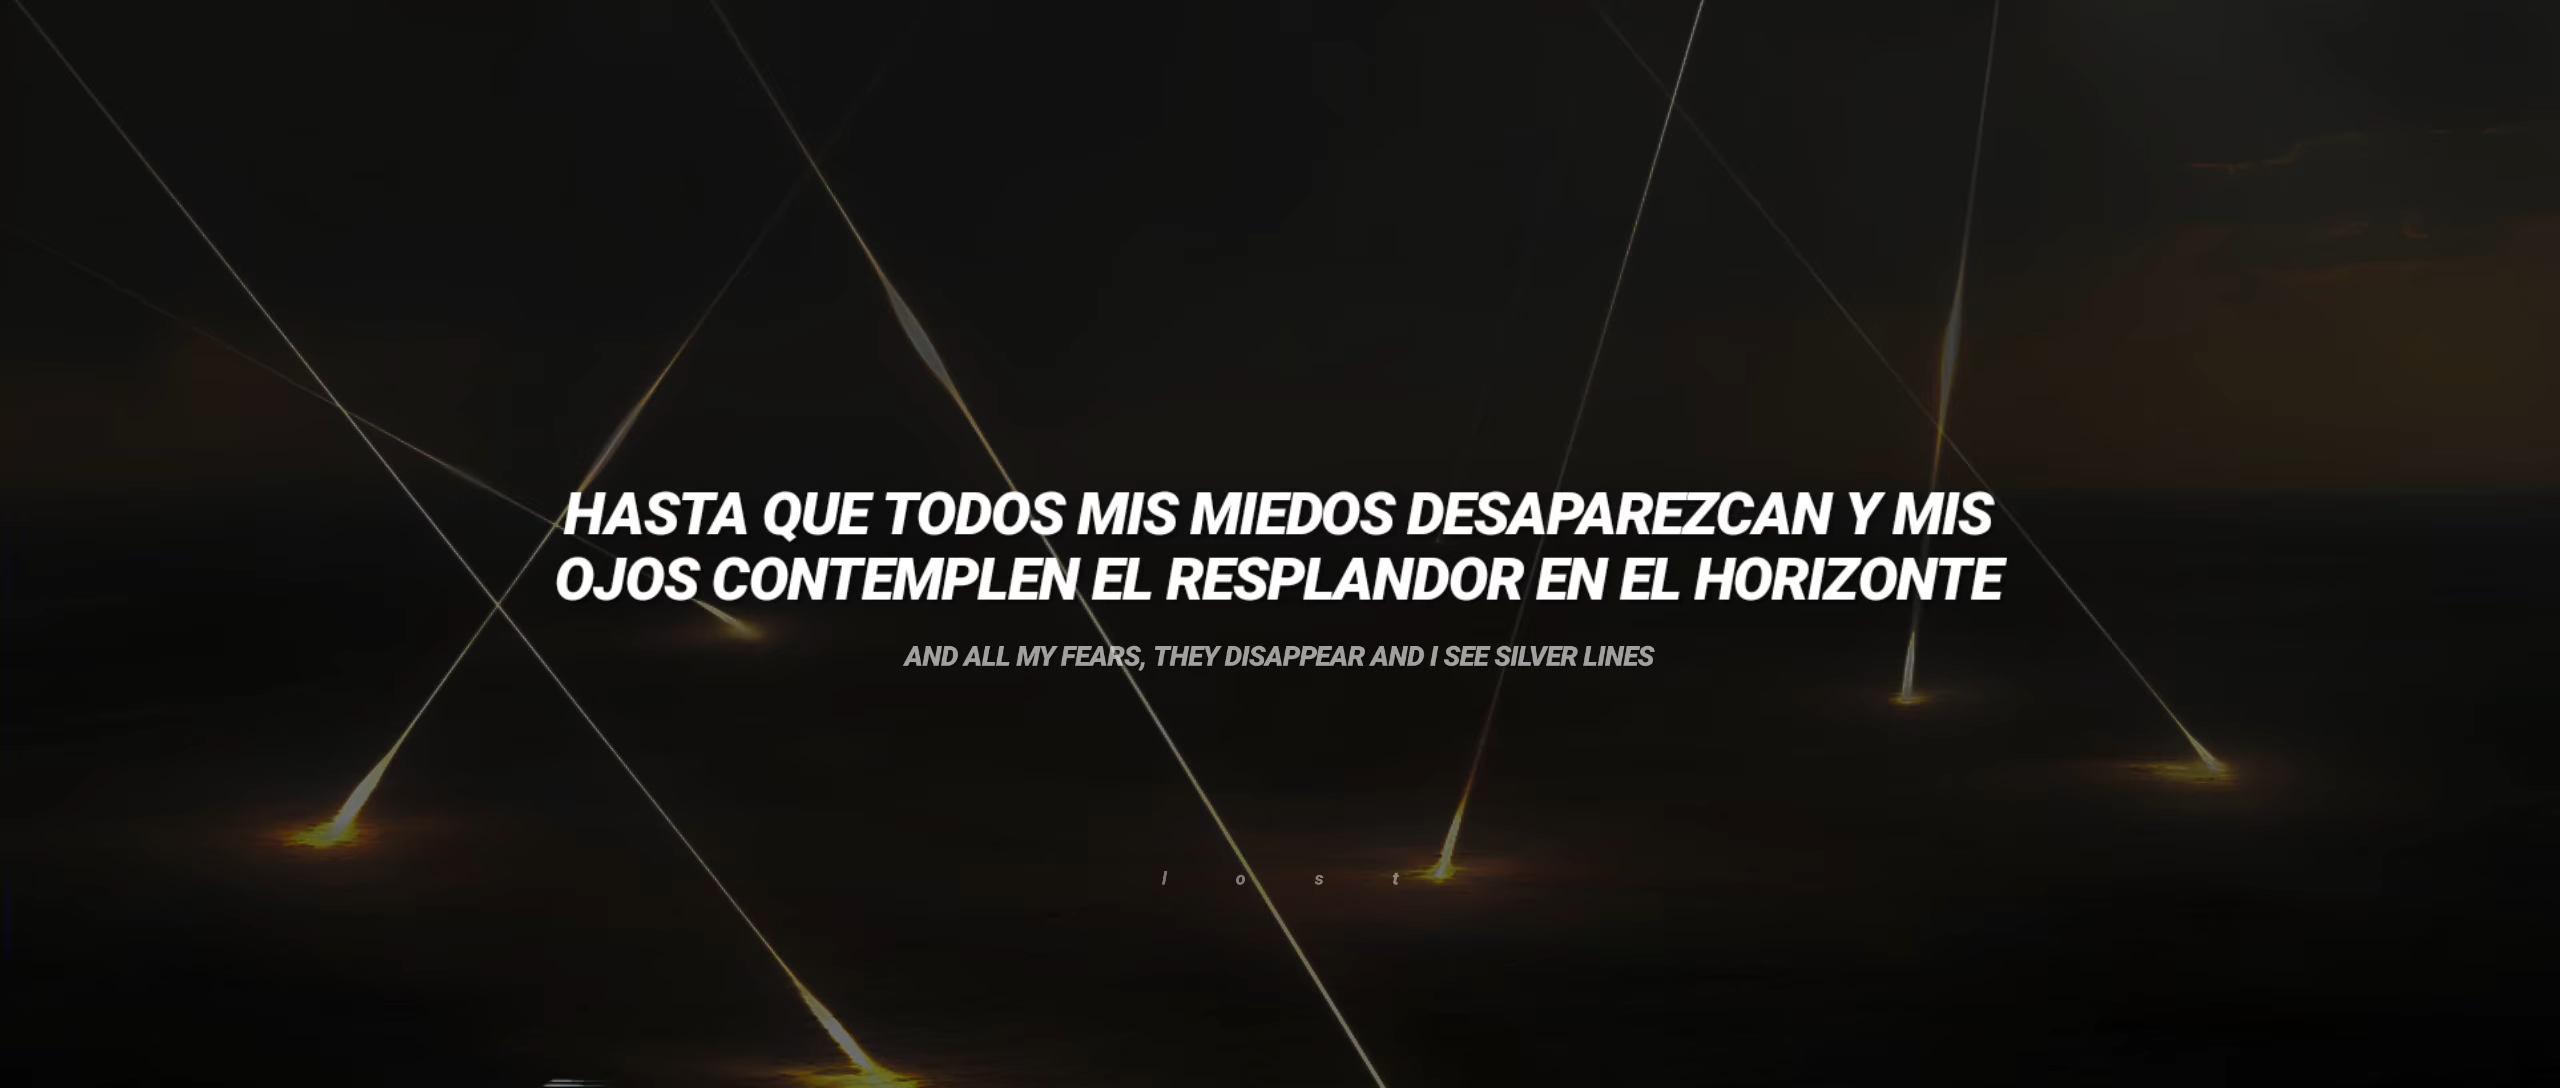 HASTA QUE TODOS MIS MIEDOS DESAPAREZCAN Y MIS
OJOS CONTEMPLEN EL RESPLANDOR EN EL HORIZONTE
AND ALL MY FEARS, THEY DISAPPEAR AND I SEE SILVER LINES
l o s t